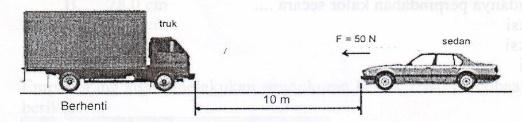 truk
F = 50 N
sedan
Berhenti
10 m